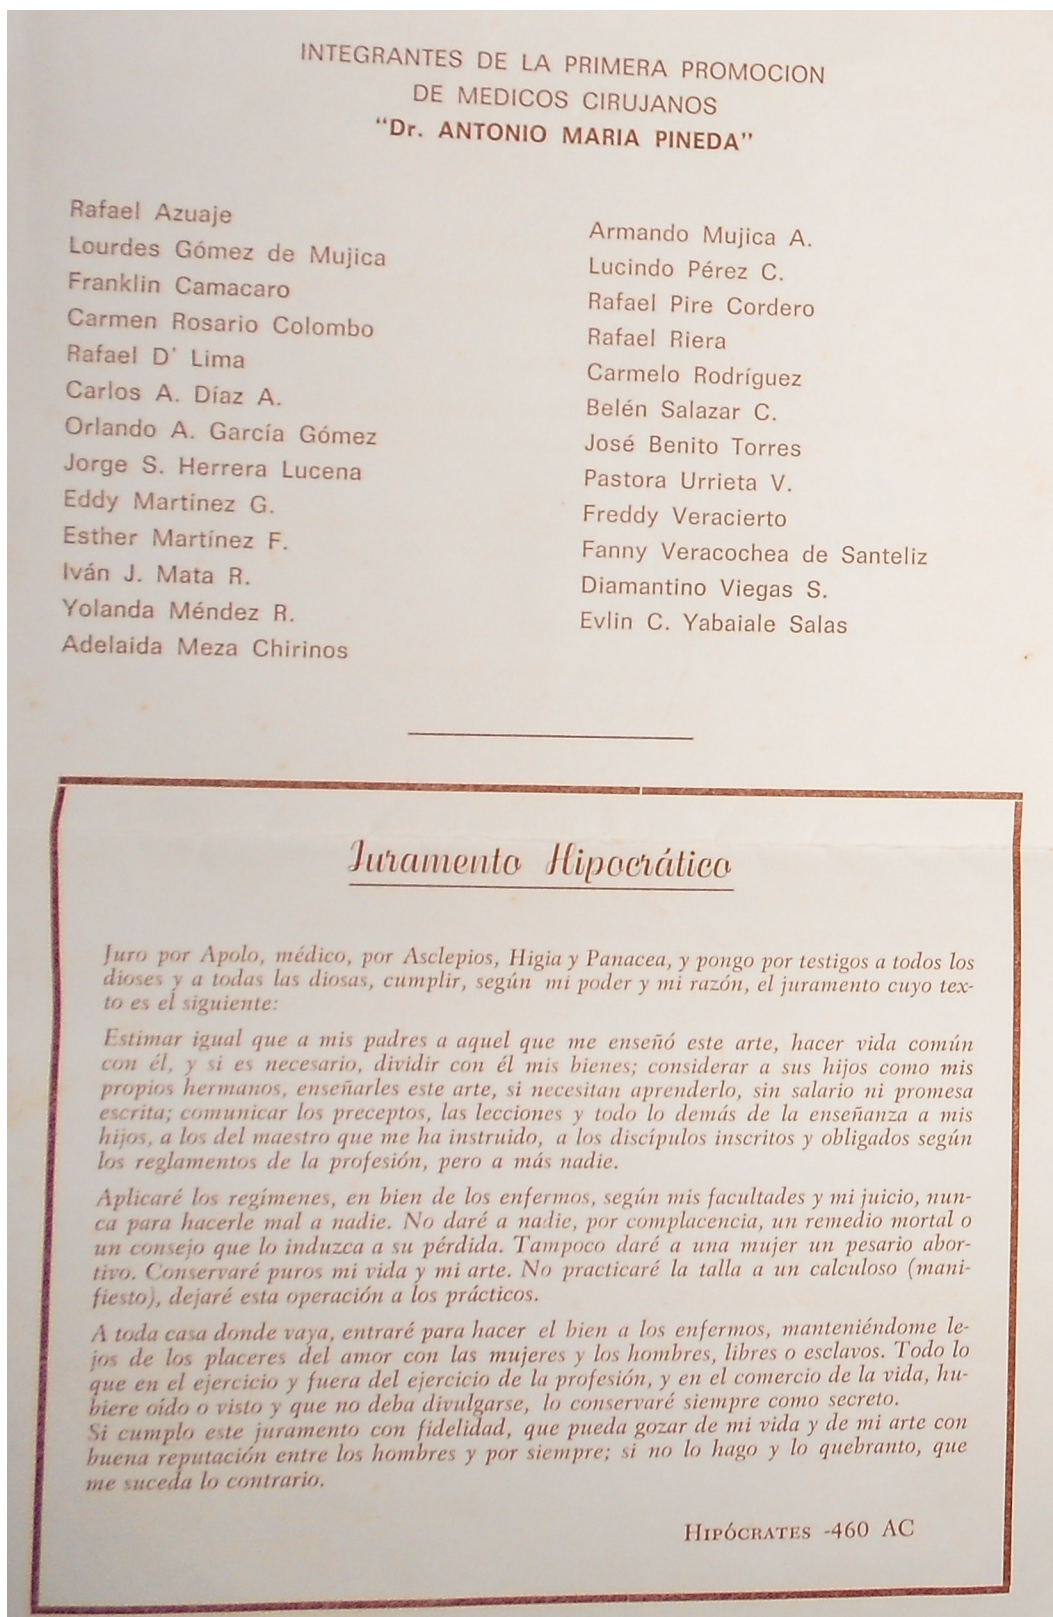 INTEGRANTES DE LA PRIMERA PROMOCION
DE MEDICOS CIRUJANOS
"Dr. ANTONIO MARIA PINEDA"
Rafael Azuaje
Lourdes Gómez de Mujica
Franklin Camacaro
Carmen Rosario Colombo
Rafael D' Lima
Carlos A. Díaz A.
Orlando A. García Gómez
Jorge S. Herrera Lucena
Eddy Martínez G.
Esther Martínez F.
Iván J. Mata R.
Yolanda Méndez R.
Adelaida Meza Chirinos
Armando Mujica A.
Lucindo Pérez C.
Rafael Pire Cordero
Rafael Riera
Carmelo Rodríguez
Belén Salazar C.
José Benito Torres
Pastora Urrieta V.
Freddy Veracierto
Fanny Veracochea de Santeliz
Diamantino Viegas S.
Evlin C. Yabaiale Salas
Juramento Hipocrático
Juro por Apolo, médico, por Asclepios, Higia y Panacea, y pongo por testigos a todos los
dioses y a todas las diosas, cumplir, según mi poder y mi razón, el juramento cuyo tex-
to es el siguiente:
Estimar igual que a mis padres a aquel que me enseñó este arte, hacer vida común
con él, y si es necesario, dividir con él mis bienes; considerar a sus hijos como mis
propios hermanos, enseñarles este arte, si necesitan aprenderlo, sin salario ni promesa
escrita; comunicar los preceptos, las lecciones y todo lo demás de la enseñanza a mis
hijos, a los del maestro que me ha instruido, a los discípulos inscritos y obligados según
los reglamentos de la profesión, pero a más nadie.
Aplicaré los regímenes, en bien de los enfermos, según mis facultades y mi juicio, nun-
ca para hacerle mal a nadie. No daré a nadie, por complacencia, un remedio mortal o
un consejo que lo induzca a su pérdida. Tampoco daré a una mujer un pesario abor-
tivo. Conservaré puros mi vida y mi arte. No practicaré la talla a un calculoso (mani-
fiesto), dejaré esta operación a los prácticos.
A toda casa donde vaya, entraré para hacer el bien a los enfermos, manteniéndome le-
jos de los placeres del amor con las mujeres y los hombres, libres o esclavos. Todo lo
que en el ejercicio y fuera del ejercicio de la profesión, y en el comercio de la vida, hu-
biere oído o visto y que no deba divulgarse, lo conservaré siempre como secreto.
Si cumplo este juramento con fidelidad, que pueda gozar de mi vida y de mi arte con
buena reputación entre los hombres y por siempre; si no lo hago y lo quebranto, que
me suceda lo contrario.
HIPÓCRATES -460 AC